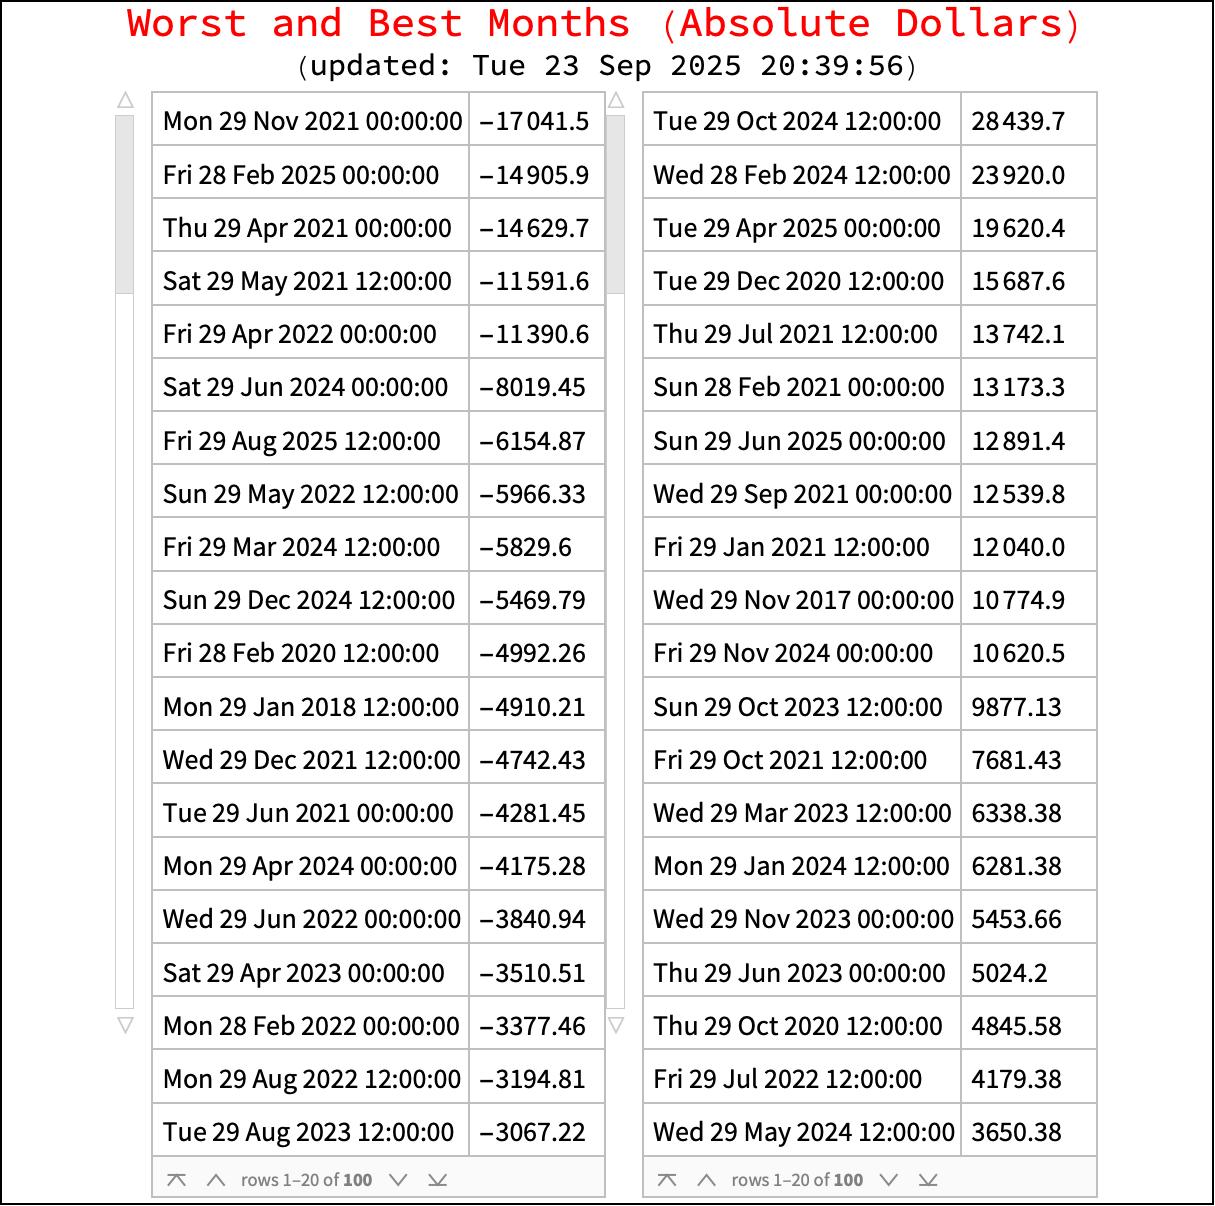 Worst and Best Months (Absolute Dollars)
(updated: Tue 23 Sep 2025 20:39:56)
Mon 29 Nov 2021 00:00:00 −17041.5 Tue 29 Oct 2024 12:00:00 28439.7
Fri 28 Feb 2025 00:00:00 −14905.9 Wed 28 Feb 2024 12:00:00 23920.0
Thu 29 Apr 2021 00:00:00 −14629.7 Tue 29 Apr 2025 00:00:00 19620.4
Sat 29 May 2021 12:00:00 −11591.6 Tue 29 Dec 2020 12:00:00 15687.6
Fri 29 Apr 2022 00:00:00 −11390.6 Thu 29 Jul 2021 12:00:00 13742.1
Sat 29 Jun 2024 00:00:00 −8019.45 Sun 28 Feb 2021 00:00:00 13173.3
Fri 29 Aug 2025 12:00:00 −6154.87 Sun 29 Jun 2025 00:00:00 12891.4
Sun 29 May 2022 12:00:00 −5966.33 Wed 29 Sep 2021 00:00:00 12539.8
Fri 29 Mar 2024 12:00:00 −5829.6 Fri 29 Jan 2021 12:00:00 12040.0
Sun 29 Dec 2024 12:00:00 −5469.79 Wed 29 Nov 2017 00:00:00 10774.9
Fri 28 Feb 2020 12:00:00 −4992.26 Fri 29 Nov 2024 00:00:00 10620.5
Mon 29 Jan 2018 12:00:00 −4910.21 Sun 29 Oct 2023 12:00:00 9877.13
Wed 29 Dec 2021 12:00:00 −4742.43 Fri 29 Oct 2021 12:00:00 7681.43
Tue 29 Jun 2021 00:00:00 −4281.45 Wed 29 Mar 2023 12:00:00 6338.38
Mon 29 Apr 2024 00:00:00 −4175.28 Mon 29 Jan 2024 12:00:00 6281.38
Wed 29 Jun 2022 00:00:00 −3840.94 Wed 29 Nov 2023 00:00:00 5453.66
Sat 29 Apr 2023 00:00:00 −3510.51 Thu 29 Jun 2023 00:00:00 5024.2
Mon 28 Feb 2022 00:00:00 −3377.46 Thu 29 Oct 2020 12:00:00 4845.58
Mon 29 Aug 2022 12:00:00 −3194.81 Fri 29 Jul 2022 12:00:00 4179.38
Tue 29 Aug 2023 12:00:00 −3067.22 Wed 29 May 2024 12:00:00 3650.38
rows 1–20 of 100 rows 1–20 of 100